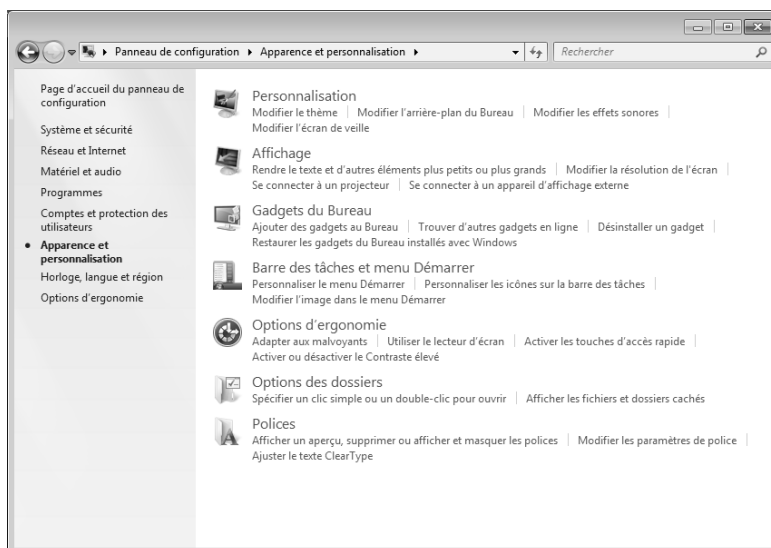 Panneau de configuration ▸ Apparence et personnalisation ▸
Rechercher
Page d'accueil du panneau de
configuration
Système et sécurité
Réseau et Internet
Matériel et audio
Programmes
Comptes et protection des
utilisateurs
• Apparence et
personnalisation
Horloge, langue et région
Options d'ergonomie
Personnalisation
Modifier le thème | Modifier l'arrière-plan du Bureau | Modifier les effets sonores
Modifier l'écran de veille
Affichage
Rendre le texte et d'autres éléments plus petits ou plus grands | Modifier la résolution de l'écran |
Se connecter à un projecteur | Se connecter à un appareil d'affichage externe
Gadgets du Bureau
Ajouter des gadgets au Bureau | Trouver d'autres gadgets en ligne | Désinstaller un gadget |
Restaurer les gadgets du Bureau installés avec Windows
Barre des tâches et menu Démarrer
Personnaliser le menu Démarrer | Personnaliser les icônes sur la barre des tâches |
Modifier l'image dans le menu Démarrer
Options d'ergonomie
Adapter aux malvoyants | Utiliser le lecteur d'écran | Activer les touches d'accès rapide |
Activer ou désactiver le Contraste élevé
Options des dossiers
Spécifier un clic simple ou un double-clic pour ouvrir | Afficher les fichiers et dossiers cachés
Polices
Afficher un aperçu, supprimer ou afficher et masquer les polices | Modifier les paramètres de police |
Ajuster le texte ClearType